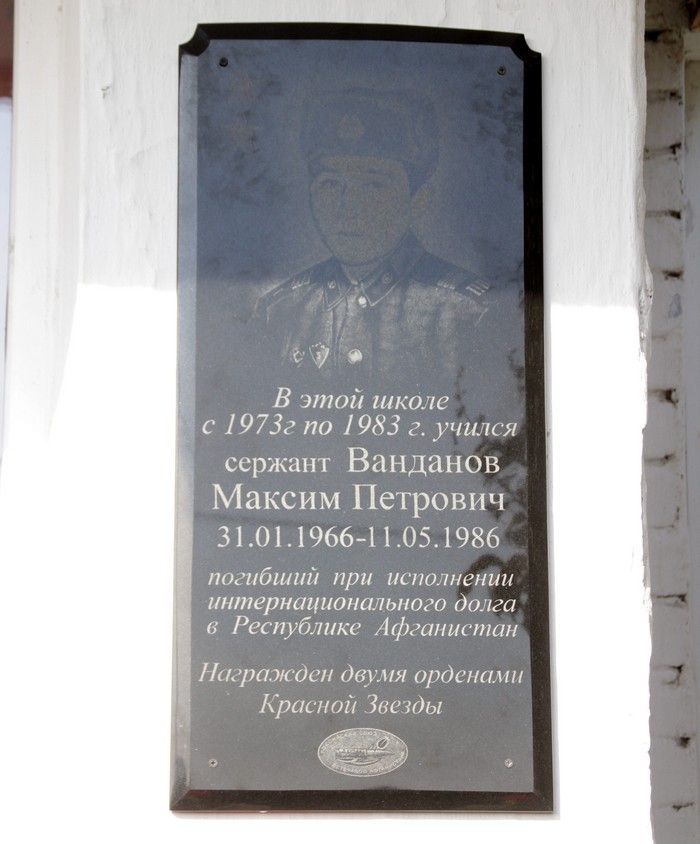 В этой школе
с 1973г по 1983 г. учился
сержант Ванданов
Максим Петрович
31.01.1966-11.05.1986
погибший при исполнении
интернационального долга
в Республике Афганистан
Награжден двумя орденами
Красной Звезды